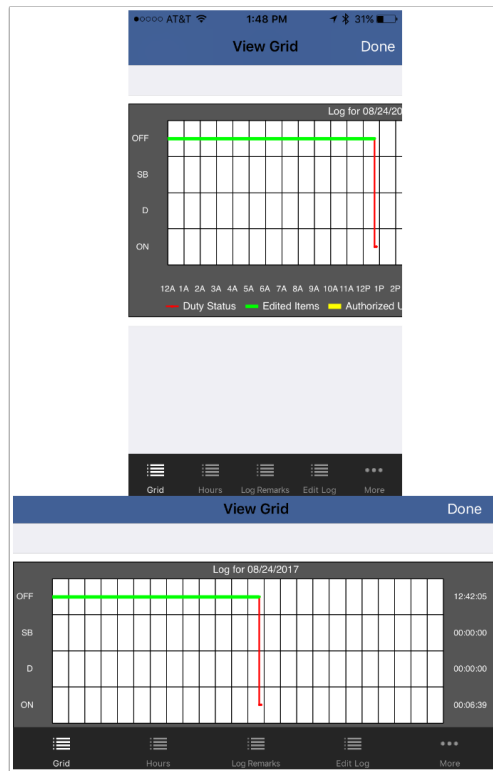 ●○○○○ AT&T 1:48 PM 31%
View Grid Done
Log for 08/24/20
OFF
SB
D
ON
12A 1A 2A 3A 4A 5A 6A 7A 8A 9A 10A 11A 12P 1P 2P
Duty Status Edited Items Authorized U
Grid Hours Log Remarks Edit Log More
View Grid Done
Log for 08/24/2017
OFF 12:42:05
SB 00:00:00
D 00:00:00
ON 00:06:39
Grid Hours Log Remarks Edit Log More